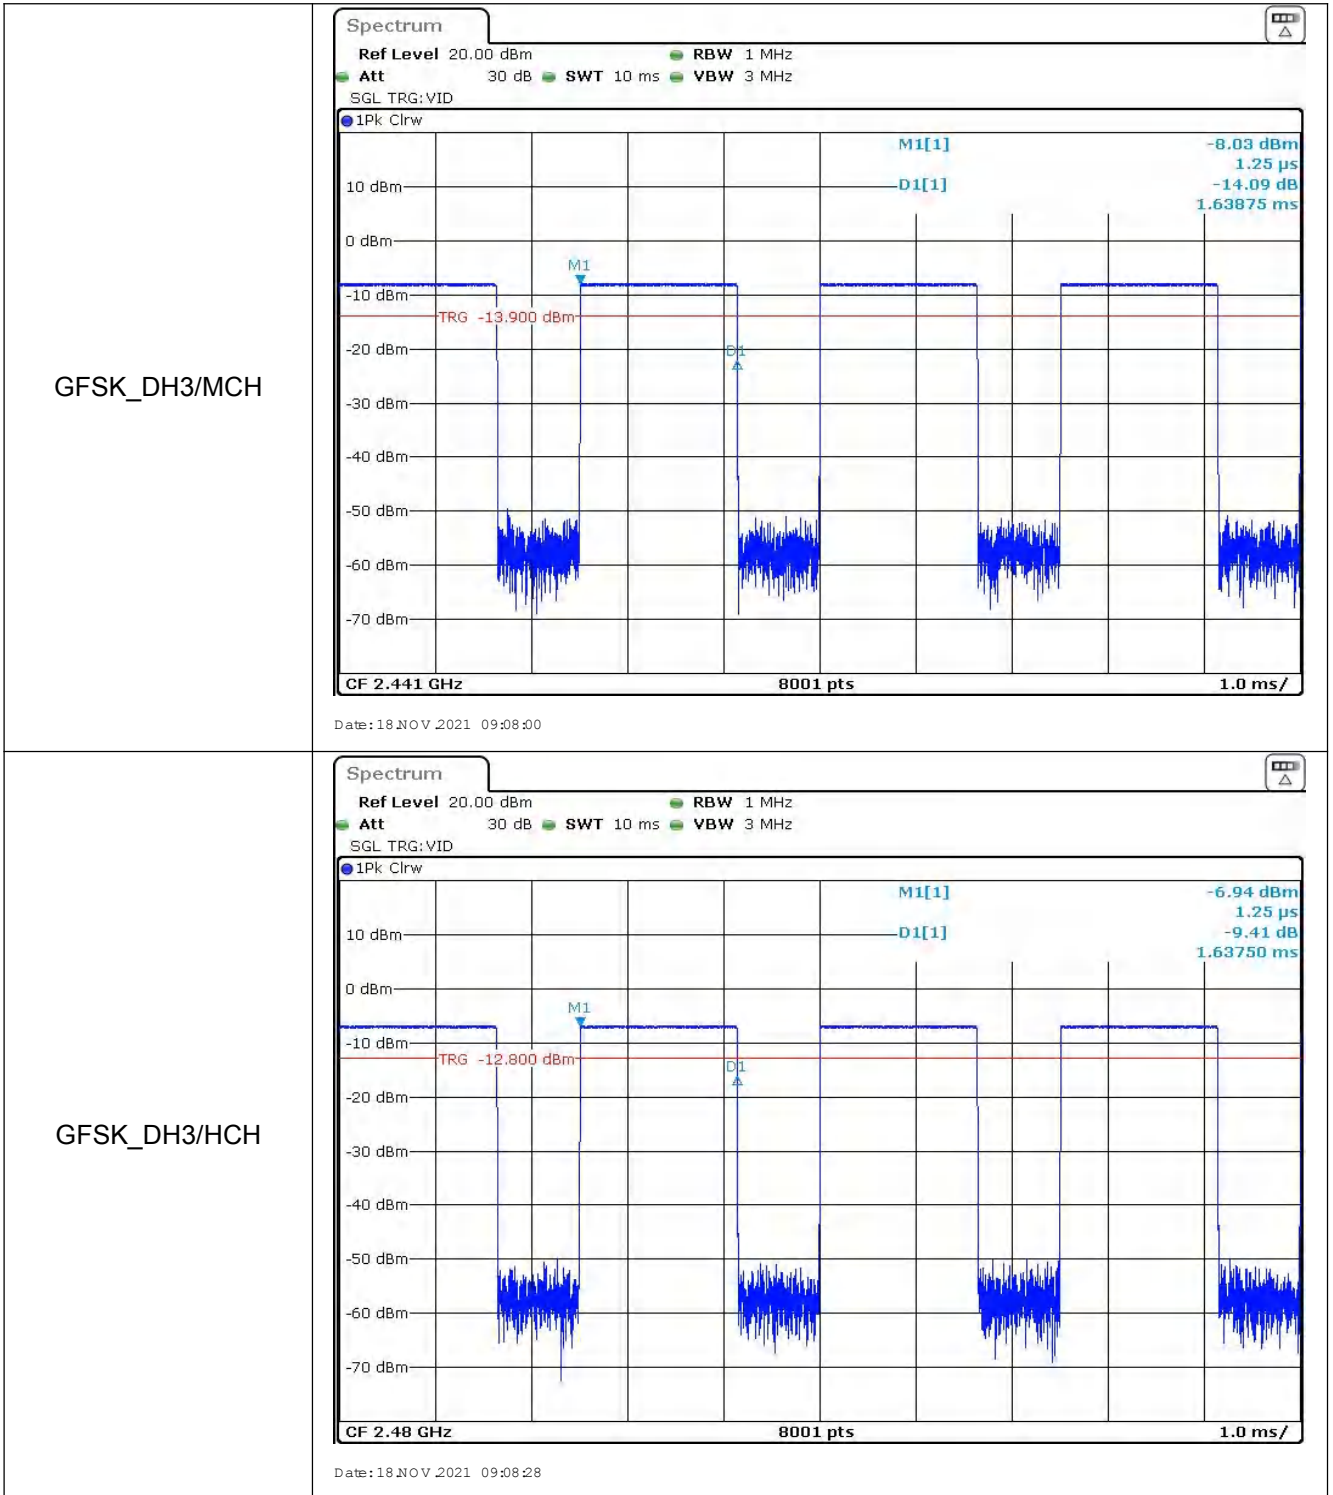 GFSK_DH3/MCH
Spectrum
Ref Level 20.00 dBm RBW 1 MHz
Att 30 dB SWT 10 ms VBW 3 MHz
SGL TRG:VID
1Pk Clrw
M1[1] -8.03 dBm
1.25 µs
10 dBm D1[1] -14.09 dB
1.63875 ms
0 dBm
M1
-10 dBm
TRG -13.900 dBm
-20 dBm D1
-30 dBm
-40 dBm
-50 dBm
-60 dBm
-70 dBm
CF 2.441 GHz 8001 pts 1.0 ms/
Date:18.NOV.2021 09:08:00
GFSK_DH3/HCH
Spectrum
Ref Level 20.00 dBm RBW 1 MHz
Att 30 dB SWT 10 ms VBW 3 MHz
SGL TRG:VID
1Pk Clrw
M1[1] -6.94 dBm
1.25 µs
10 dBm D1[1] -9.41 dB
1.63750 ms
0 dBm
M1
-10 dBm
TRG -12.800 dBm
D1
-20 dBm
-30 dBm
-40 dBm
-50 dBm
-60 dBm
-70 dBm
CF 2.48 GHz 8001 pts 1.0 ms/
Date:18.NOV.2021 09:08:28